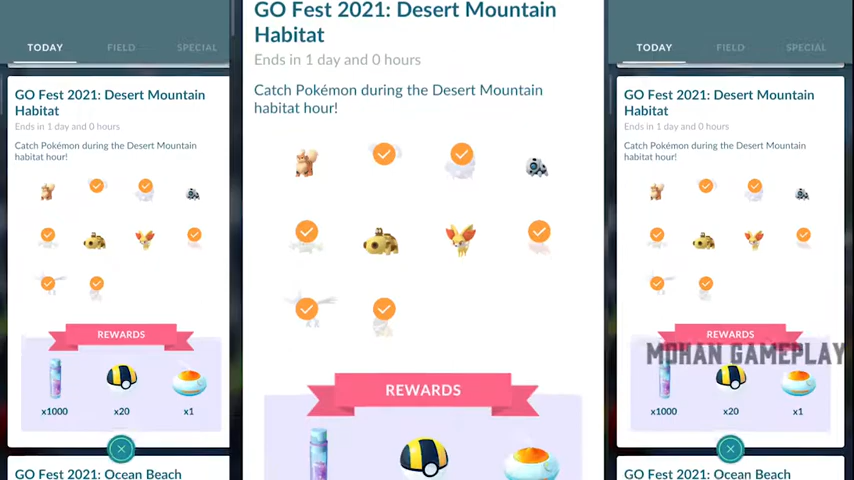 TODAY FIELD SPECIAL
GO Fest 2021: Desert Mountain
Habitat
Ends in 1 day and 0 hours
Catch Pokémon during the Desert Mountain
habitat hour!
REWARDS
x1000 x20 x1
GO Fest 2021: Ocean Beach
GO Fest 2021: Desert Mountain
Habitat
Ends in 1 day and 0 hours
Catch Pokémon during the Desert Mountain
habitat hour!
REWARDS
TODAY FIELD SPECIAL
GO Fest 2021: Desert Mountain
Habitat
Ends in 1 day and 0 hours
Catch Pokémon during the Desert Mountain
habitat hour!
REWARDS
MOHAN GAMEPLAY
x1000 x20 x1
GO Fest 2021: Ocean Beach